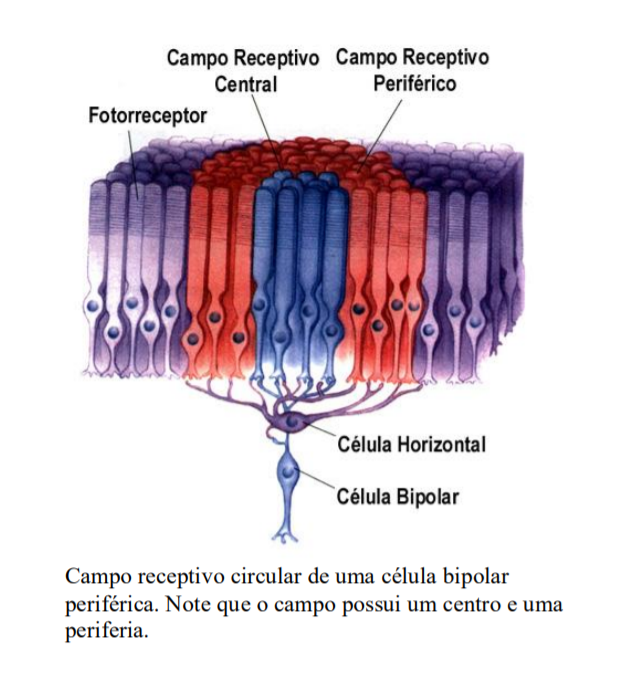 Campo Receptivo Central
Campo Receptivo Periférico
Fotorreceptor
Célula Horizontal
Célula Bipolar
Campo receptivo circular de uma célula bipolar
periférica. Note que o campo possui um centro e uma
periferia.